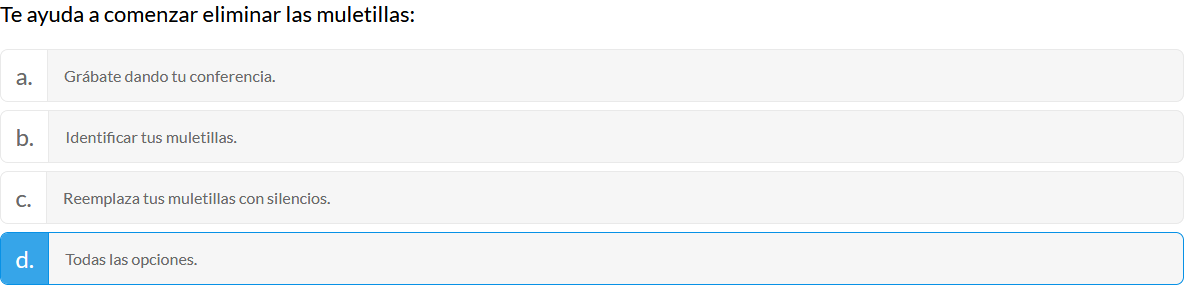 Te ayuda a comenzar eliminar las muletillas:
a. Grábate dando tu conferencia.
b. Identificar tus muletillas.
c. Reemplaza tus muletillas con silencios.
d. Todas las opciones.